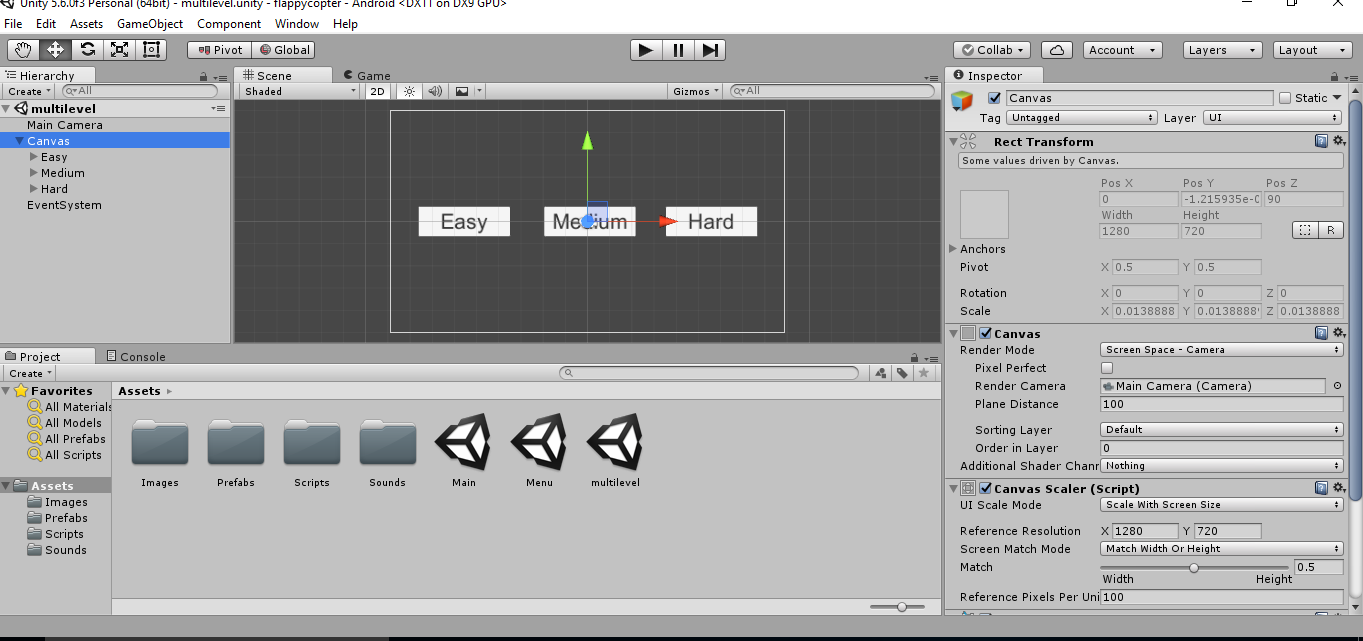 Unity 5.6.0f3 Personal (64bit) - multilevel.unity - flappycopter - Android <DX11 on DX9 GPU>
File Edit Assets GameObject Component Window Help
Pivot Global Collab Account Layers Layout
Hierarchy
Create All
multilevel
Main Camera
Canvas
Easy
Medium
Hard
EventSystem
Scene Game
Shaded 2D Gizmos All
Easy Medium Hard
Inspector
Canvas Static
Tag Untagged Layer UI
Rect Transform
Some values driven by Canvas.
Pos X Pos Y Pos Z
0 -1.215935e-0 90
Width Height
1280 720
R
Anchors
Pivot X 0.5 Y 0.5
Rotation X 0 Y 0 Z 0
Scale X 0.0138888 Y 0.0138888 Z 0.0138888
Canvas
Render Mode Screen Space - Camera
Pixel Perfect
Render Camera Main Camera (Camera)
Plane Distance 100
Sorting Layer Default
Order in Layer 0
Additional Shader Chann Nothing
Canvas Scaler (Script)
UI Scale Mode Scale With Screen Size
Reference Resolution X 1280 Y 720
Screen Match Mode Match Width Or Height
Match 0.5
Width Height
Reference Pixels Per Uni 100
Project Console
Create
Favorites
All Materials
All Models
All Prefabs
All Scripts
Assets
Images
Prefabs
Scripts
Sounds
Assets
Images Prefabs Scripts Sounds Main Menu multilevel